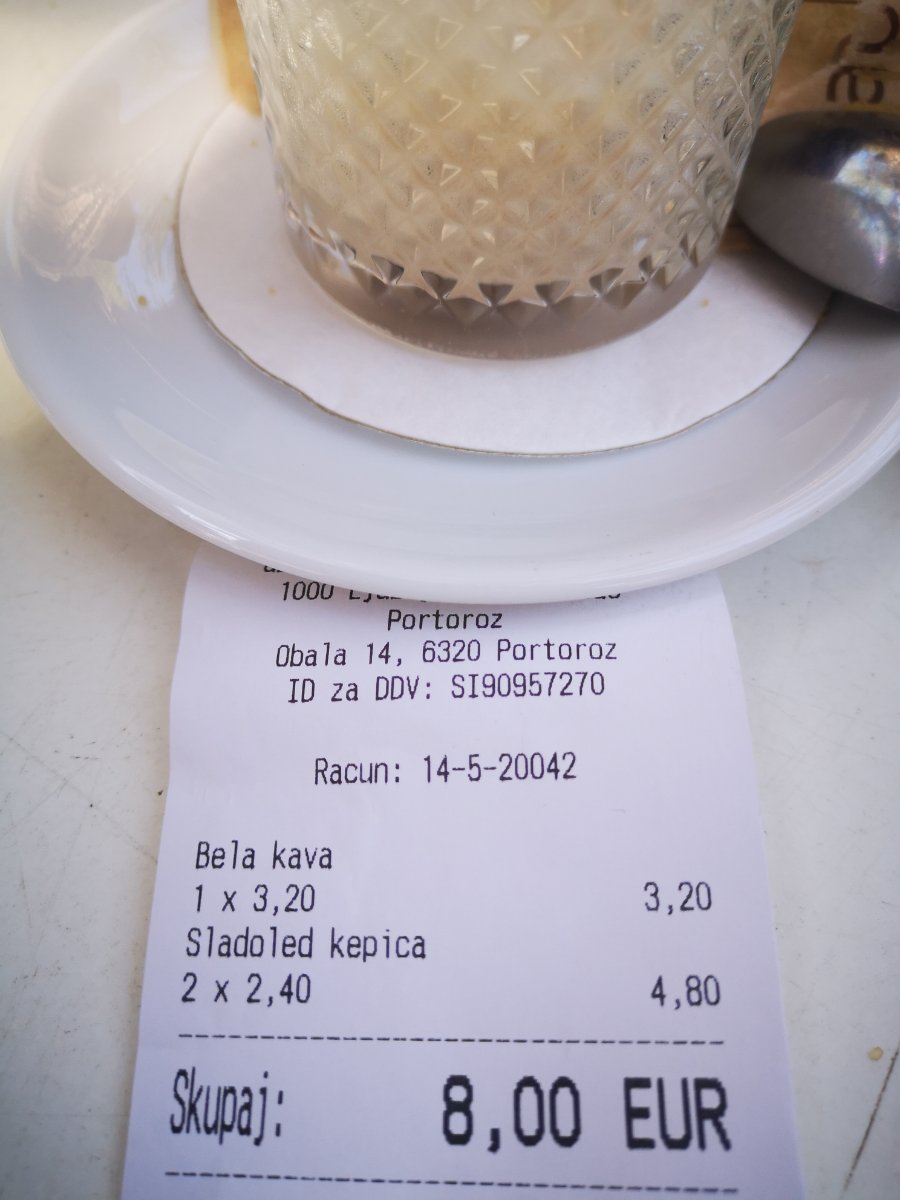 1000
Portoroz
Obala 14, 6320 Portoroz
ID za DDV: SI90957270
Racun: 14-5-20042
Bela kava
1 x 3,20 3,20
Sladoled kepica
2 x 2,40 4,80
Skupaj: 8,00 EUR